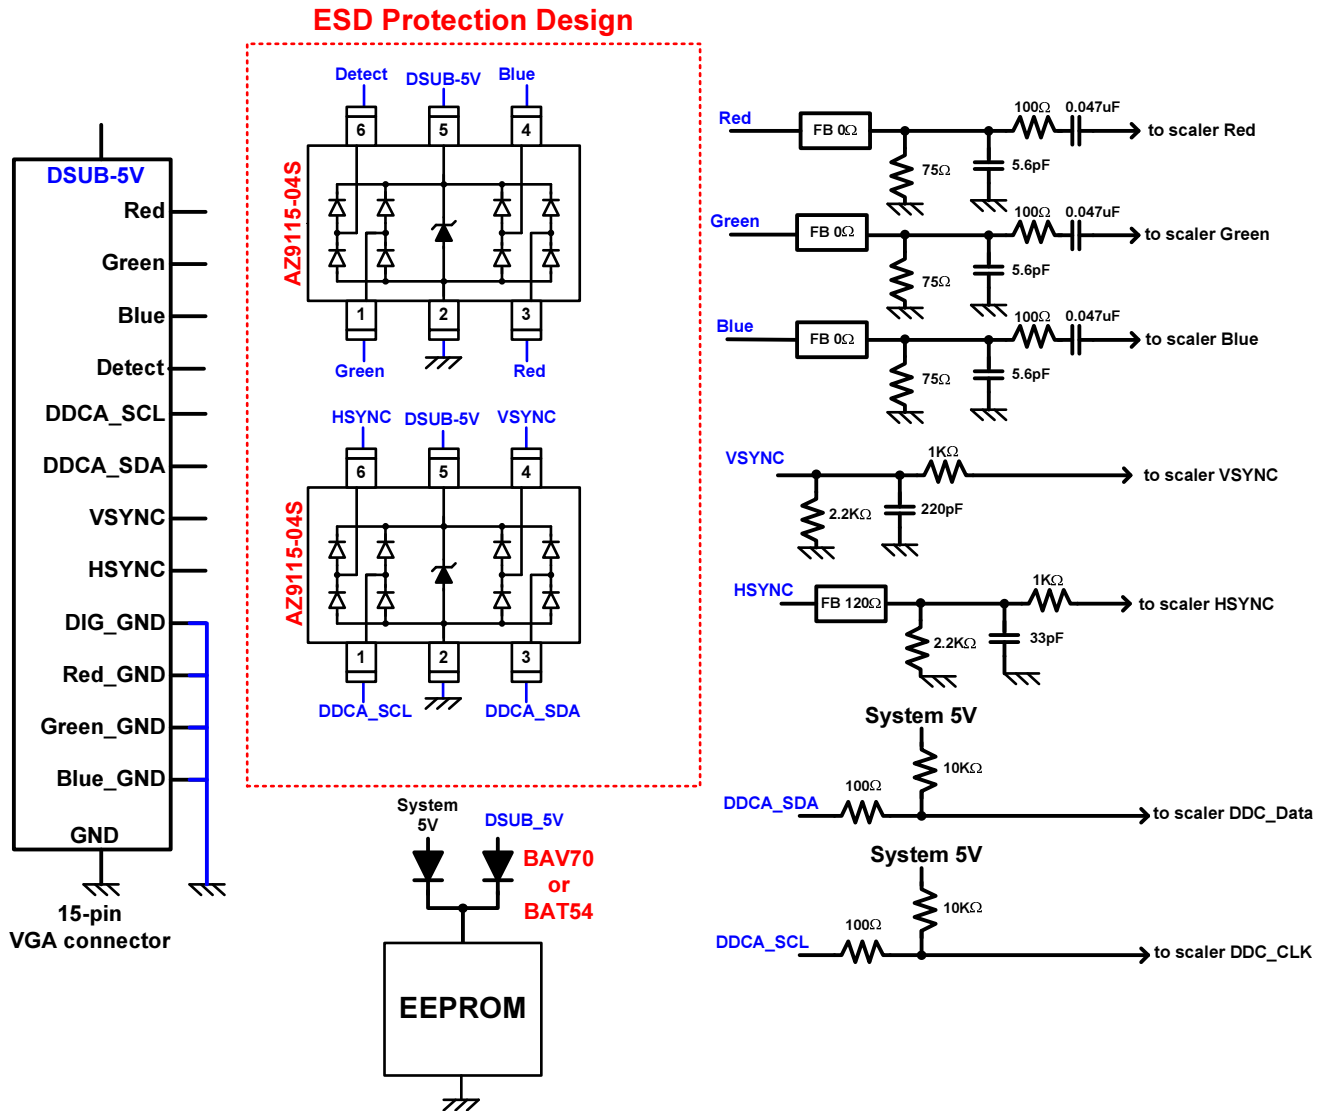 ESD Protection Design
DSUB-5V
Red
Green
Blue
Detect
DDCA_SCL
DDCA_SDA
VSYNC
HSYNC
DIG_GND
Red_GND
Green_GND
Blue_GND
GND
15-pin
VGA connector
Detect DSUB-5V Blue
6 5 4
AZ9115-04S
1 2 3
Green Red
HSYNC DSUB-5V VSYNC
6 5 4
AZ9115-04S
1 2 3
DDCA_SCL DDCA_SDA
System
5V
DSUB_5V
BAV70
or
BAT54
EEPROM
Red FB 0Ω 100Ω 0.047uF to scaler Red
75Ω 5.6pF
Green FB 0Ω 100Ω 0.047uF to scaler Green
75Ω 5.6pF
Blue FB 0Ω 100Ω 0.047uF to scaler Blue
75Ω 5.6pF
VSYNC 1KΩ to scaler VSYNC
2.2KΩ 220pF
HSYNC FB 120Ω 1KΩ to scaler HSYNC
2.2KΩ 33pF
System 5V
10KΩ
DDCA_SDA 100Ω to scaler DDC_Data
System 5V
10KΩ
DDCA_SCL 100Ω to scaler DDC_CLK